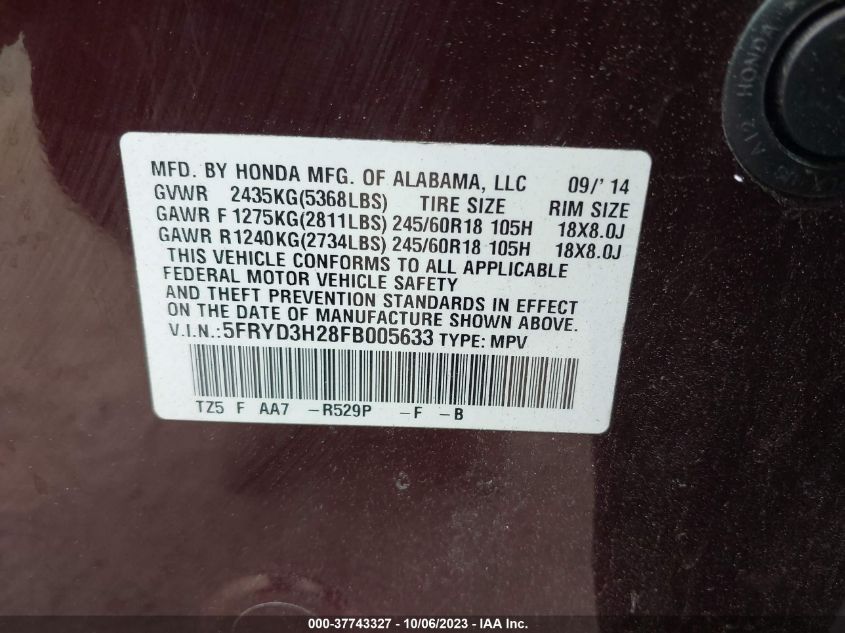 MFD. BY HONDA MFG. OF ALABAMA, LLC 09/' 14
GVWR 2435KG(5368LBS) TIRE SIZE RIM SIZE
GAWR F 1275KG(2811LBS) 245/60R18 105H 18X8.0J
GAWR R1240KG(2734LBS) 245/60R18 105H 18X8.0J
THIS VEHICLE CONFORMS TO ALL APPLICABLE
FEDERAL MOTOR VEHICLE SAFETY
AND THEFT PREVENTION STANDARDS IN EFFECT
ON THE DATE OF MANUFACTURE SHOWN ABOVE.
V.I.N.:5FRYD3H28FB005633 TYPE: MPV
TZ5 F AA7 -R529P -F -B
A12 HONDA
000-37743327 - 10/06/2023 - IAA Inc.